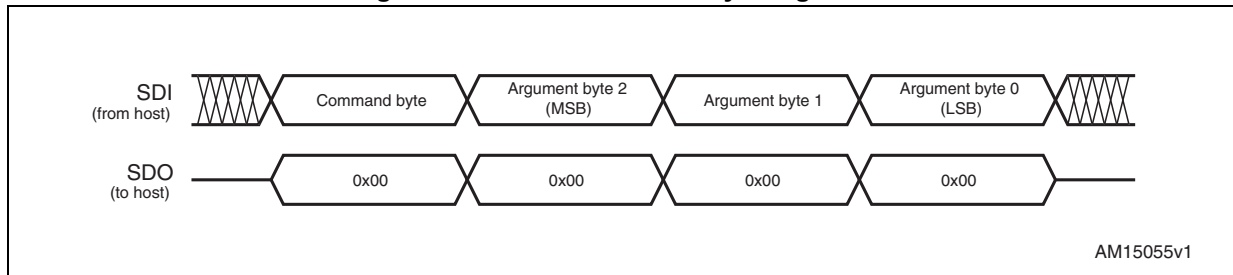 SDI
(from host)
Command byte
Argument byte 2
(MSB)
Argument byte 1
Argument byte 0
(LSB)
SDO
(to host)
0x00
0x00
0x00
0x00
AM15055v1